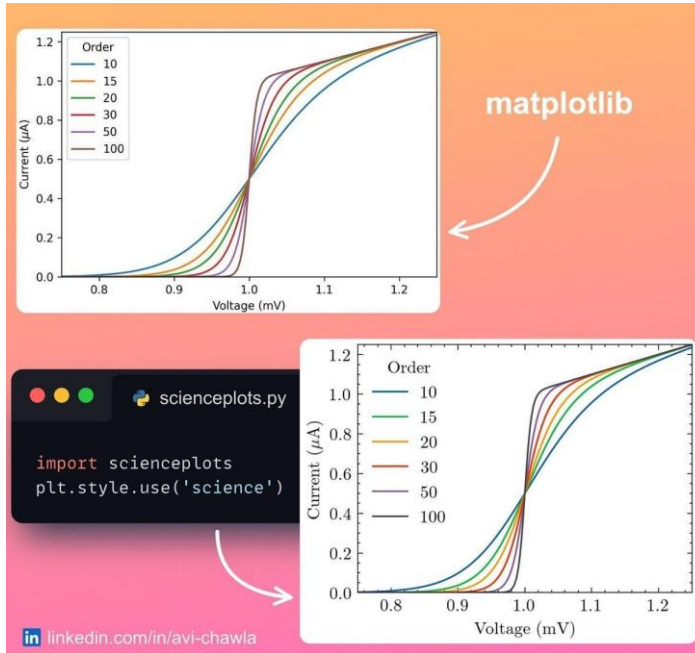 1.2
1.0
0.8
0.6
0.4
0.2
0.0
Current (μA)
Order
10
15
20
30
50
100
0.8 0.9 1.0 1.1 1.2
Voltage (mV)
matplotlib
scienceplots.py
import scienceplots
plt.style.use('science')
1.2
1.0
0.8
0.6
0.4
0.2
0.0
Current (μA)
Order
10
15
20
30
50
100
0.8 0.9 1.0 1.1 1.2
Voltage (mV)
in linkedin.com/in/avi-chawla